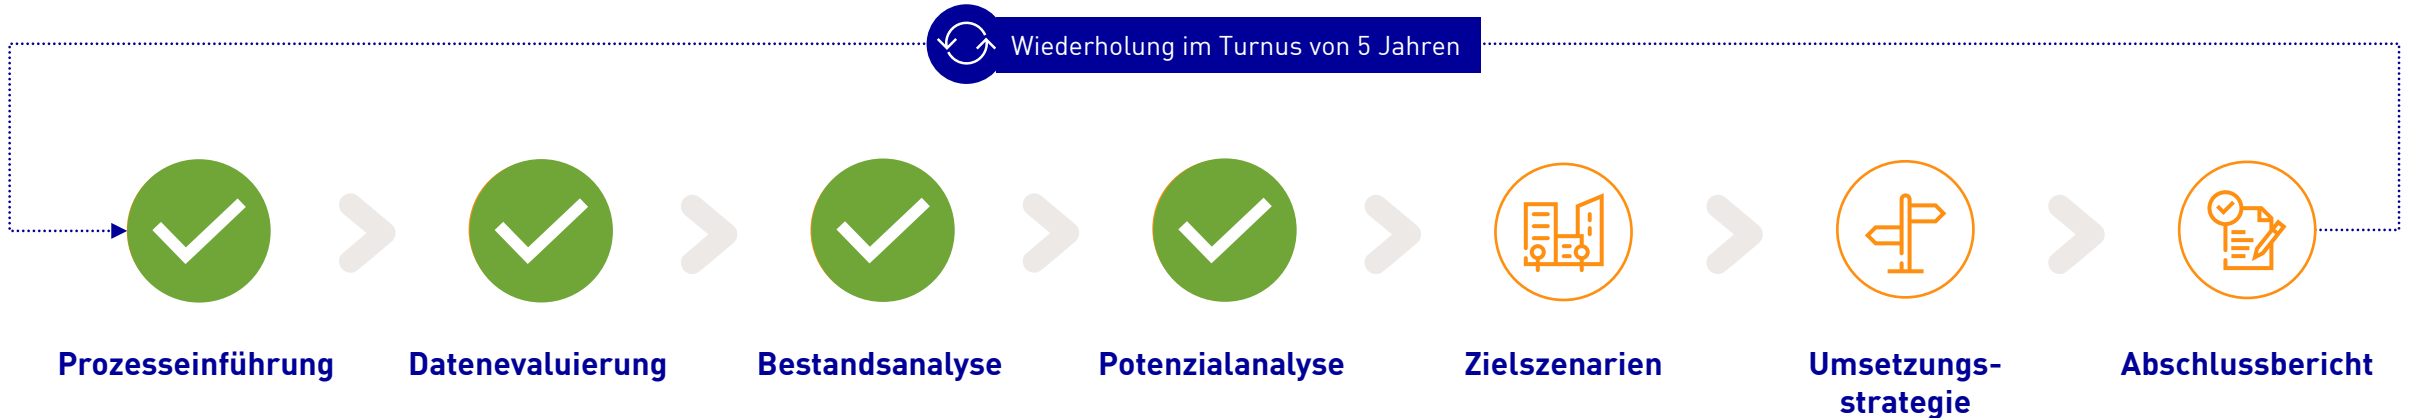 Wiederholung im Turnus von 5 Jahren
Prozesseinführung
Datenevaluierung
Bestandsanalyse
Potenzialanalyse
Zielszenarien
Umsetzungs-
strategie
Abschlussbericht